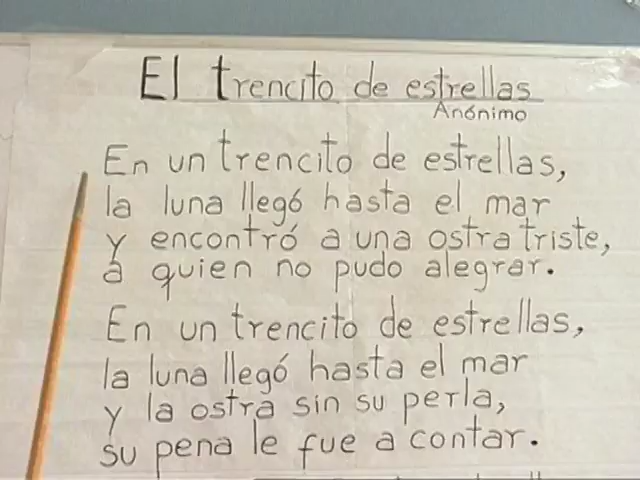 El trencito de estrellas
Anónimo
En un trencito de estrellas,
la luna llegó hasta el mar
y encontró a una ostra triste,
a quien no pudo alegrar.
En un trencito de estrellas,
la luna llegó hasta el mar
y la ostra sin su perla,
su pena le fue a contar.